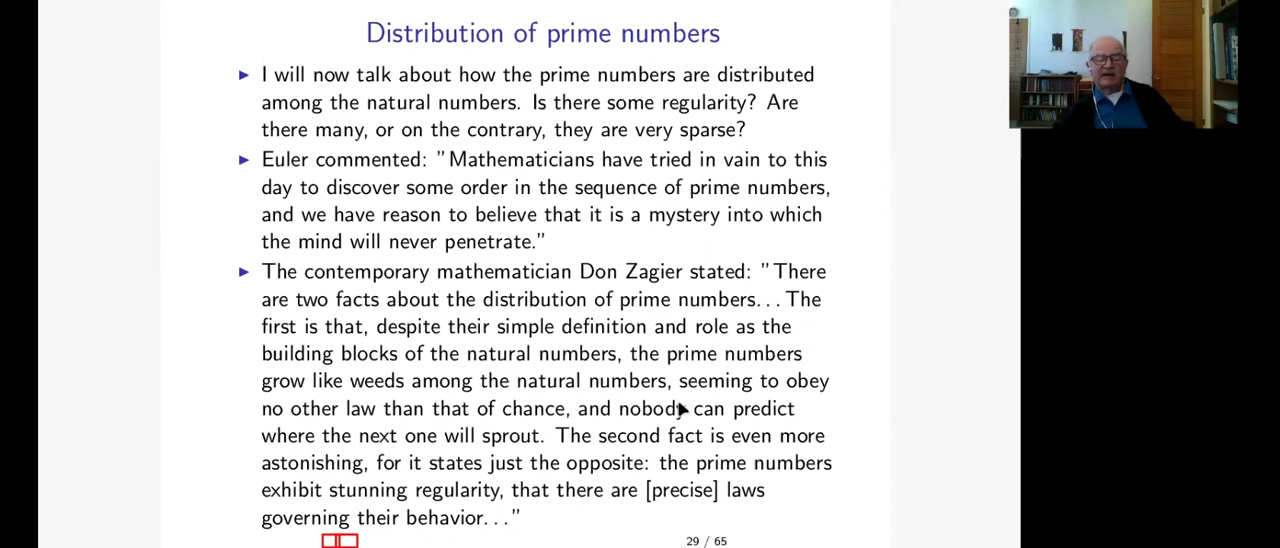 Distribution of prime numbers
▶ I will now talk about how the prime numbers are distributed
among the natural numbers. Is there some regularity? Are
there many, or on the contrary, they are very sparse?
▶ Euler commented: "Mathematicians have tried in vain to this
day to discover some order in the sequence of prime numbers,
and we have reason to believe that it is a mystery into which
the mind will never penetrate."
▶ The contemporary mathematician Don Zagier stated: "There
are two facts about the distribution of prime numbers...The
first is that, despite their simple definition and role as the
building blocks of the natural numbers, the prime numbers
grow like weeds among the natural numbers, seeming to obey
no other law than that of chance, and nobody can predict
where the next one will sprout. The second fact is even more
astonishing, for it states just the opposite: the prime numbers
exhibit stunning regularity, that there are [precise] laws
governing their behavior..."
29 / 65